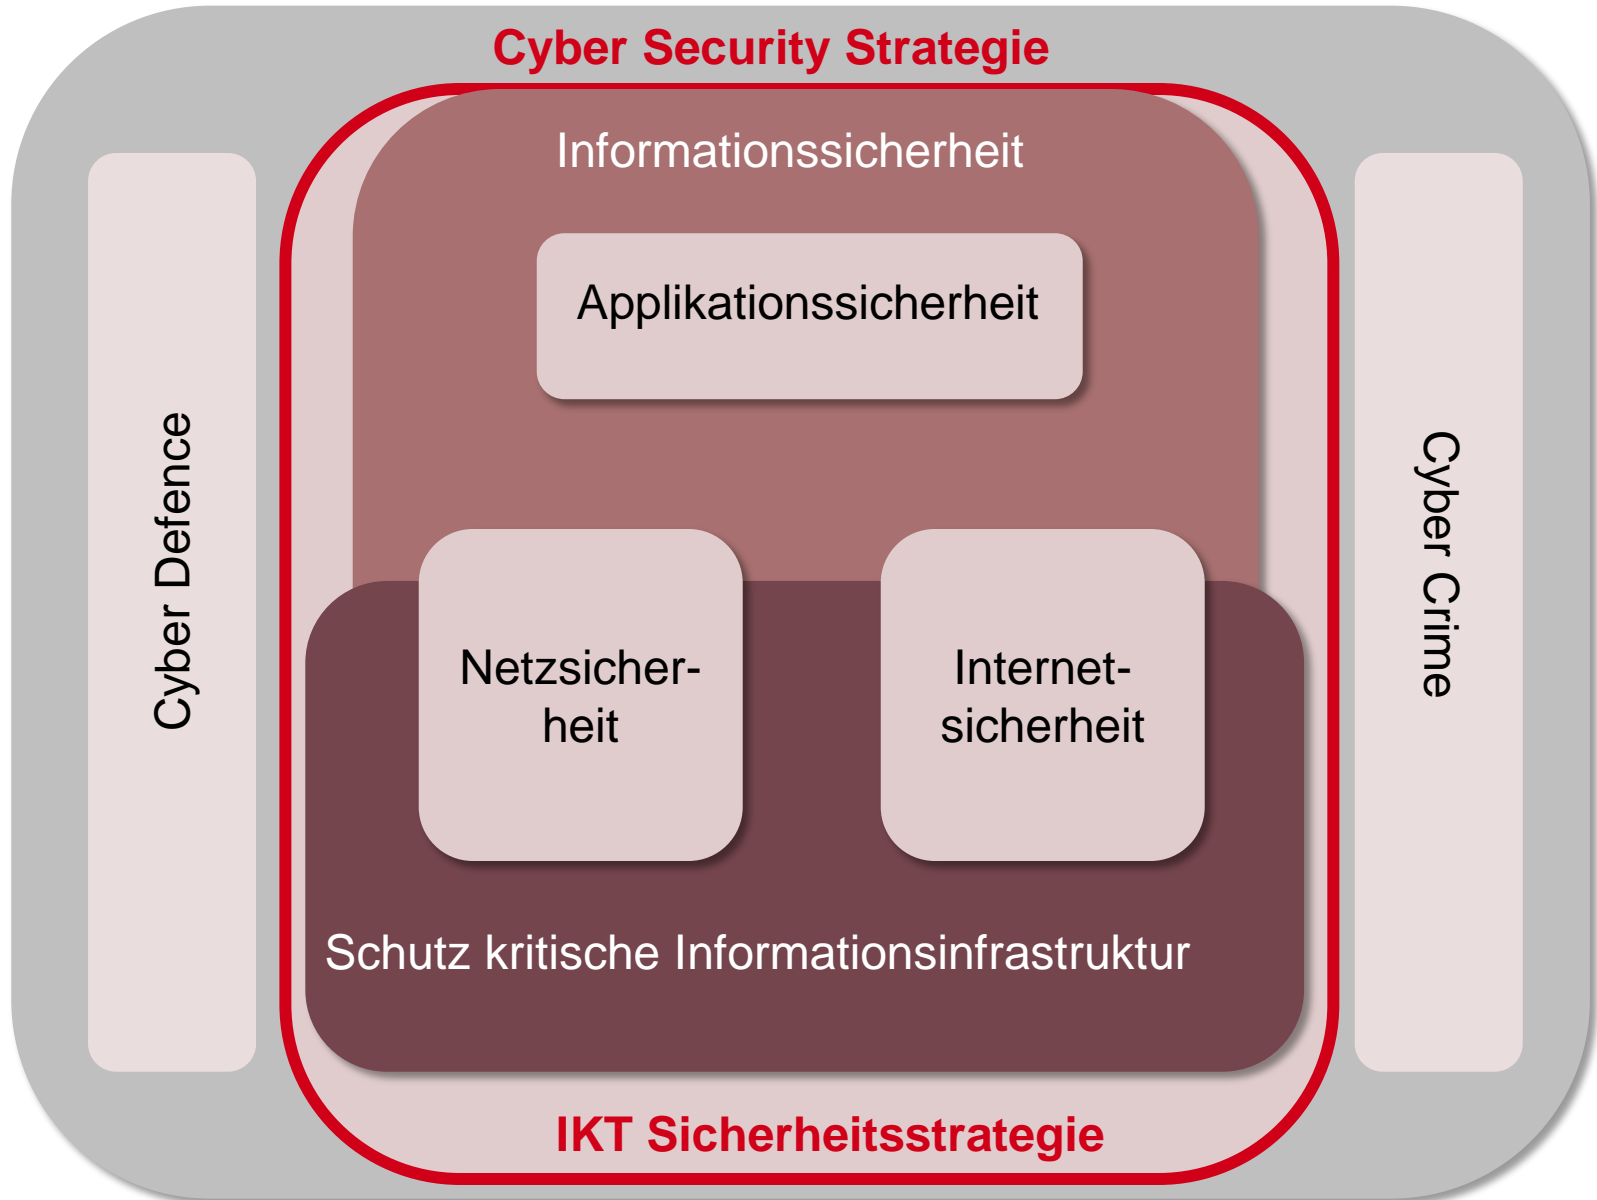 Cyber Security Strategie
Informationssicherheit
Applikationssicherheit
Cyber Defence
Cyber Crime
Netzsicher-
heit
Internet-
sicherheit
Schutz kritische Informationsinfrastruktur
IKT Sicherheitsstrategie